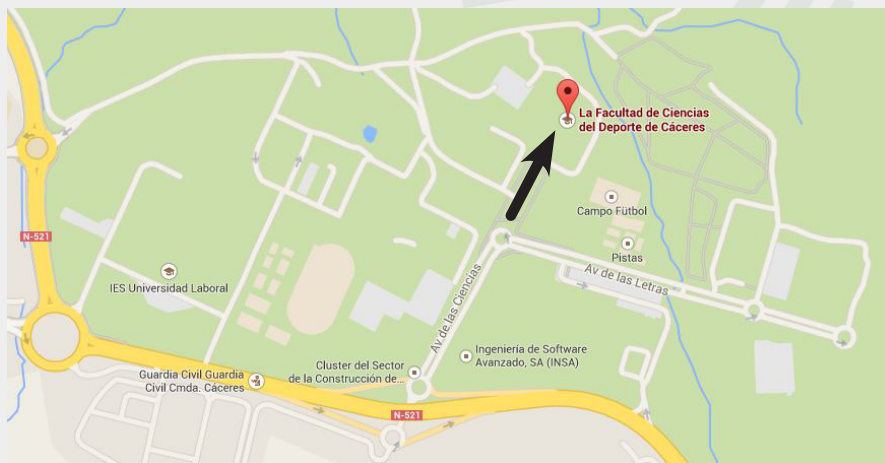 La Facultad de Ciencias
del Deporte de Cáceres
Campo Fútbol
Pistas
N-521
Av. de las Letras
IES Universidad Laboral
Av. de las Ciencias
Ingeniería de Software
Avanzado, SA (INSA)
Cluster del Sector
de la Construcción de...
Guardia Civil Guardia
Civil Cmda. Cáceres
N-521